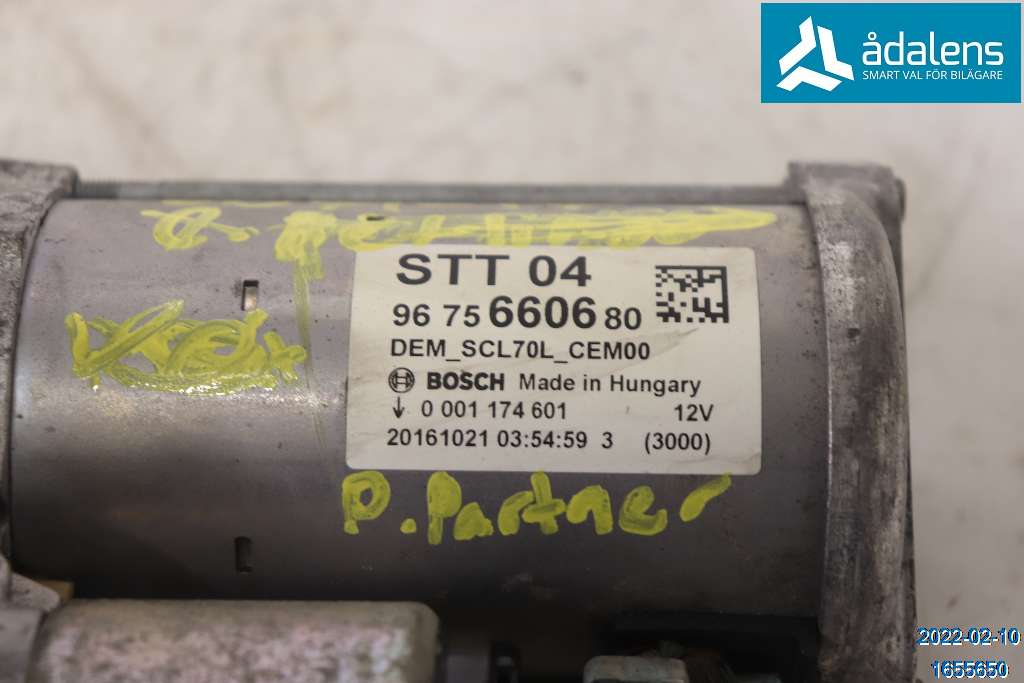 ådalens
SMART VAL FÖR BILÄGARE
STT 04
96 75 6606 80
DEM_SCL70L_CEM00
BOSCH Made in Hungary
0 001 174 601 12V
20161021 03:54:59 3 (3000)
P. Partner
2022-02-10
1655650